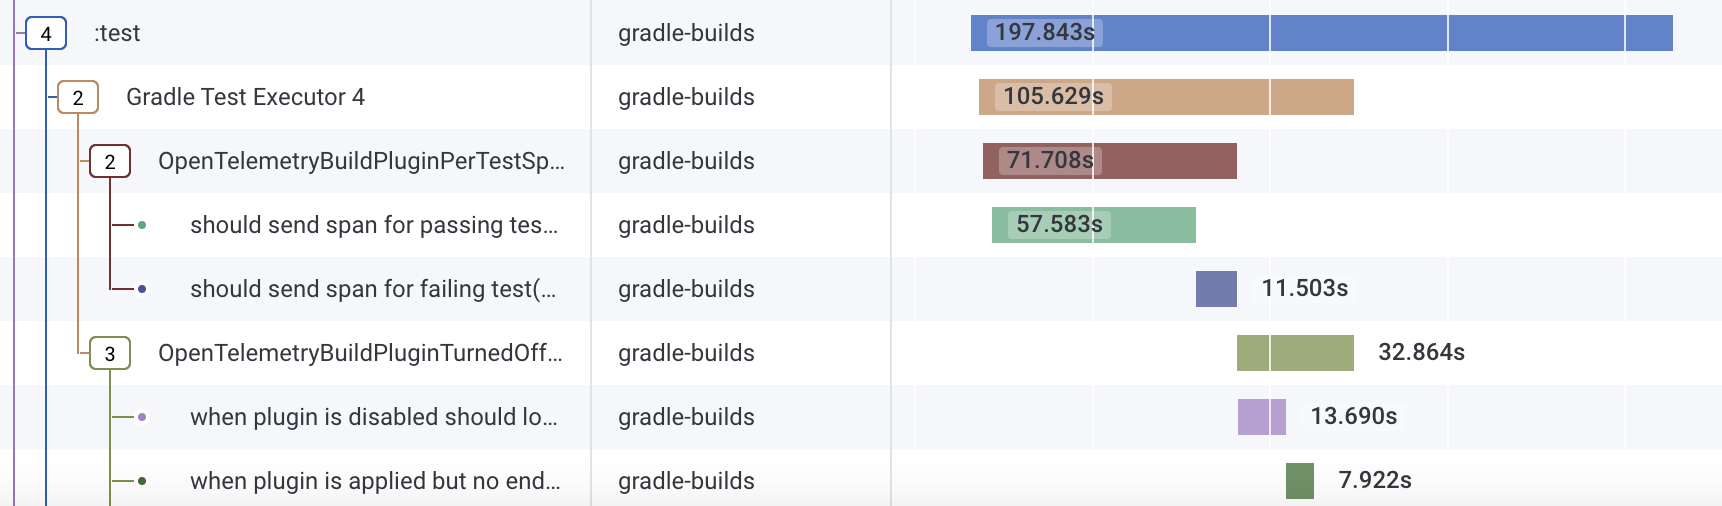 4 :test gradle-builds 197.843s
2 Gradle Test Executor 4 gradle-builds 105.629s
2 OpenTelemetryBuildPluginPerTestSp… gradle-builds 71.708s
should send span for passing tes… gradle-builds 57.583s
should send span for failing test(… gradle-builds 11.503s
3 OpenTelemetryBuildPluginTurnedOff… gradle-builds 32.864s
when plugin is disabled should lo… gradle-builds 13.690s
when plugin is applied but no end… gradle-builds 7.922s